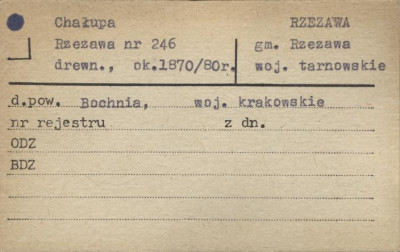 Chałupa RZEZAWA
Rzezawa nr 246 gm. Rzezawa
drewn., ok.1870/80r. woj. tarnowskie
d.pow. Bochnia, woj. krakowskie
nr rejestru z dn.
ODZ
BDZ